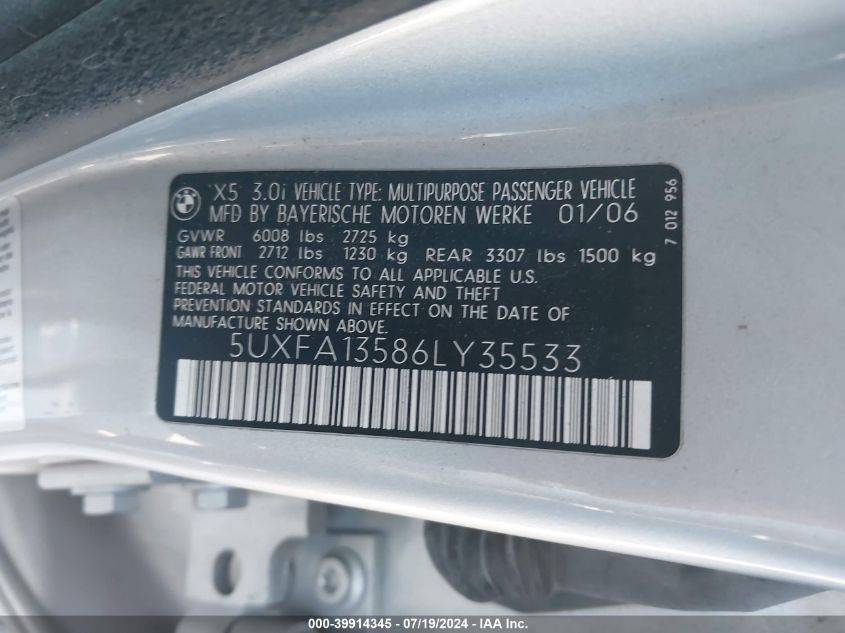 X5 3.0i VEHICLE TYPE: MULTIPURPOSE PASSENGER VEHICLE
MFD BY BAYERISCHE MOTOREN WERKE 01/06
GVWR 6008 lbs 2725 kg
GAWR FRONT 2712 lbs 1230 kg REAR 3307 lbs 1500 kg
THIS VEHICLE CONFORMS TO ALL APPLICABLE U.S.
FEDERAL MOTOR VEHICLE SAFETY AND THEFT
PREVENTION STANDARDS IN EFFECT ON THE DATE OF
MANUFACTURE SHOWN ABOVE.
5UXFA13586LY35533
7 012 956
000-39914345 | 07/19/2024 - IAA Inc.